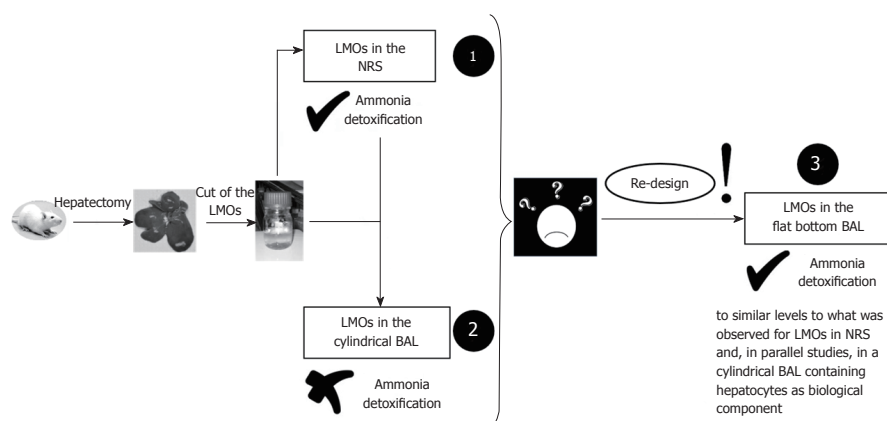 LMOs in the
NRS
1
Ammonia
detoxification
Hepatectomy
Cut of the
LMOs
LMOs in the
cylindrical BAL
2
Ammonia
detoxification
? ? ?
Re-design
!
3
LMOs in the
flat bottom BAL
Ammonia
detoxification
to similar levels to what was
observed for LMOs in NRS
and, in parallel studies, in a
cylindrical BAL containing
hepatocytes as biological
component